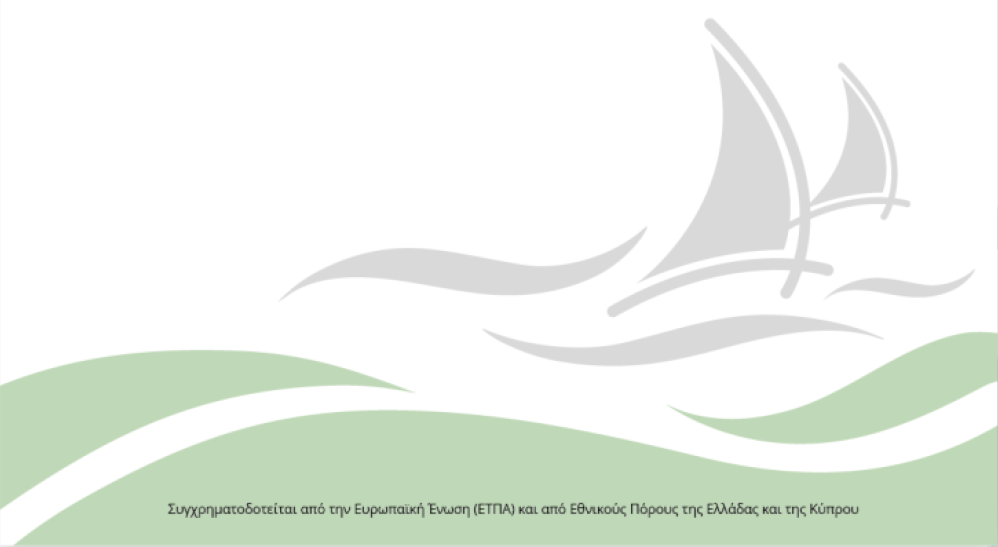 Συγχρηματοδοτείται από την Ευρωπαϊκή Ένωση (ΕΤΠΑ) και από Εθνικούς Πόρους της Ελλάδας και της Κύπρου